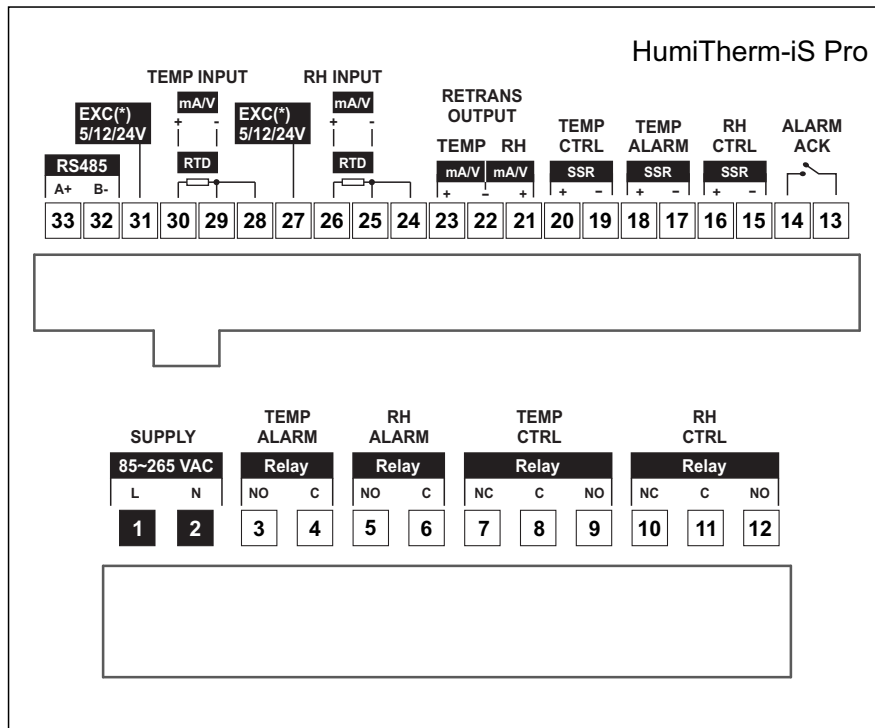 HumiTherm-iS Pro
TEMP INPUT RH INPUT
mA/V mA/V
+ - + -
EXC(*) EXC(*)
5/12/24V 5/12/24V
RETRANS
OUTPUT
TEMP RH
TEMP TEMP RH ALARM
CTRL ALARM CTRL ACK
RS485 RTD RTD mA/V mA/V SSR SSR SSR
A+ B- + − + + − + − + −
33 32 31 30 29 28 27 26 25 24 23 22 21 20 19 18 17 16 15 14 13
TEMP RH TEMP RH
SUPPLY ALARM ALARM CTRL CTRL
85~265 VAC Relay Relay Relay Relay
L N NO C NO C NC C NO NC C NO
1 2 3 4 5 6 7 8 9 10 11 12